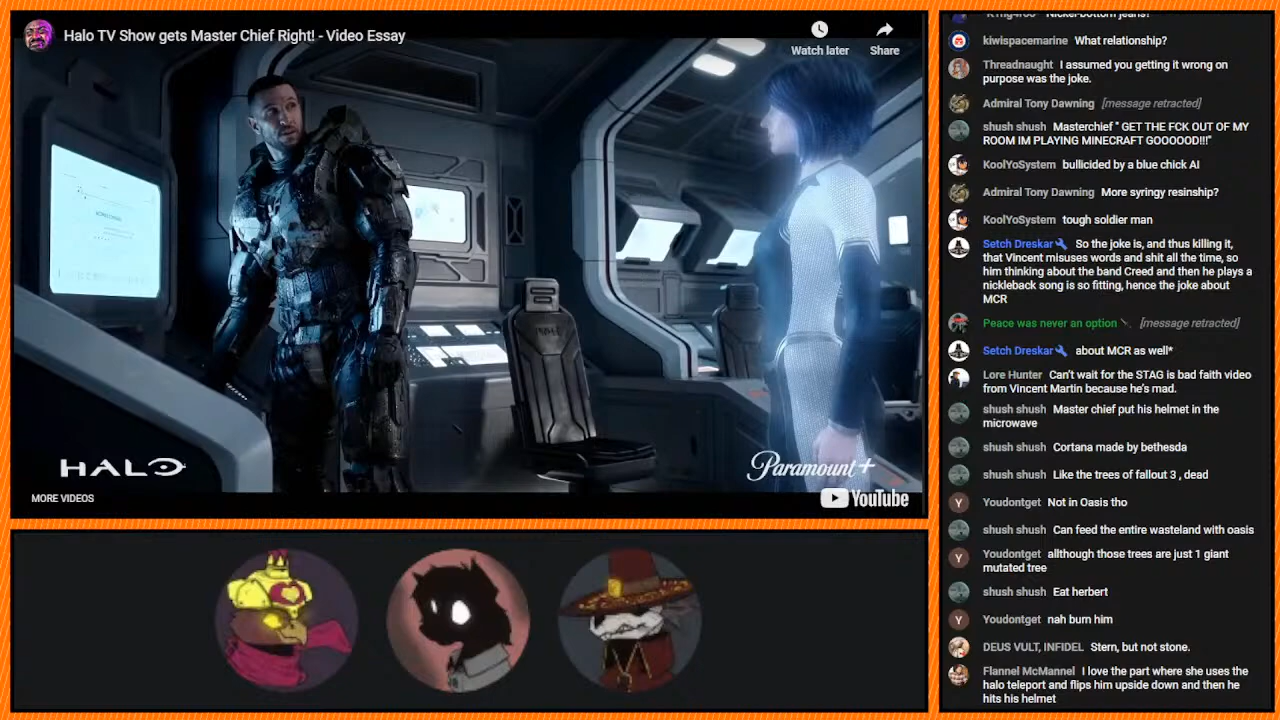 Halo TV Show gets Master Chief Right! - Video Essay
Watch later
Share
HALO
Paramount+
MORE VIDEOS
YouTube
Nickel-bottom jeans?
kiwispacemarine What relationship?
Threadnaught I assumed you getting it wrong on
purpose was the joke.
Admiral Tony Dawning [message retracted]
shush shush Masterchief " GET THE FCK OUT OF MY
ROOM IM PLAYING MINECRAFT GOOOOD!!!"
KoolYoSystem bullicided by a blue chick AI
Admiral Tony Dawning More syringy resinship?
KoolYoSystem tough soldier man
Setch Dreskar So the joke is, and thus killing it,
that Vincent misuses words and shit all the time, so
him thinking about the band Creed and then he plays a
nickleback song is so fitting, hence the joke about
MCR
Peace was never an option [message retracted]
Setch Dreskar about MCR as well*
Lore Hunter Can't wait for the STAG is bad faith video
from Vincent Martin because he's mad.
shush shush Master chief put his helmet in the
microwave
shush shush Cortana made by bethesda
shush shush Like the trees of fallout 3 , dead
Y Youdontget Not in Oasis tho
shush shush Can feed the entire wasteland with oasis
Y Youdontget allthough those trees are just 1 giant
mutated tree
shush shush Eat herbert
Y Youdontget nah burn him
DEUS VULT, INFIDEL Stern, but not stone.
Flannel McMannel I love the part where she uses the
halo teleport and flips him upside down and then he
hits his helmet